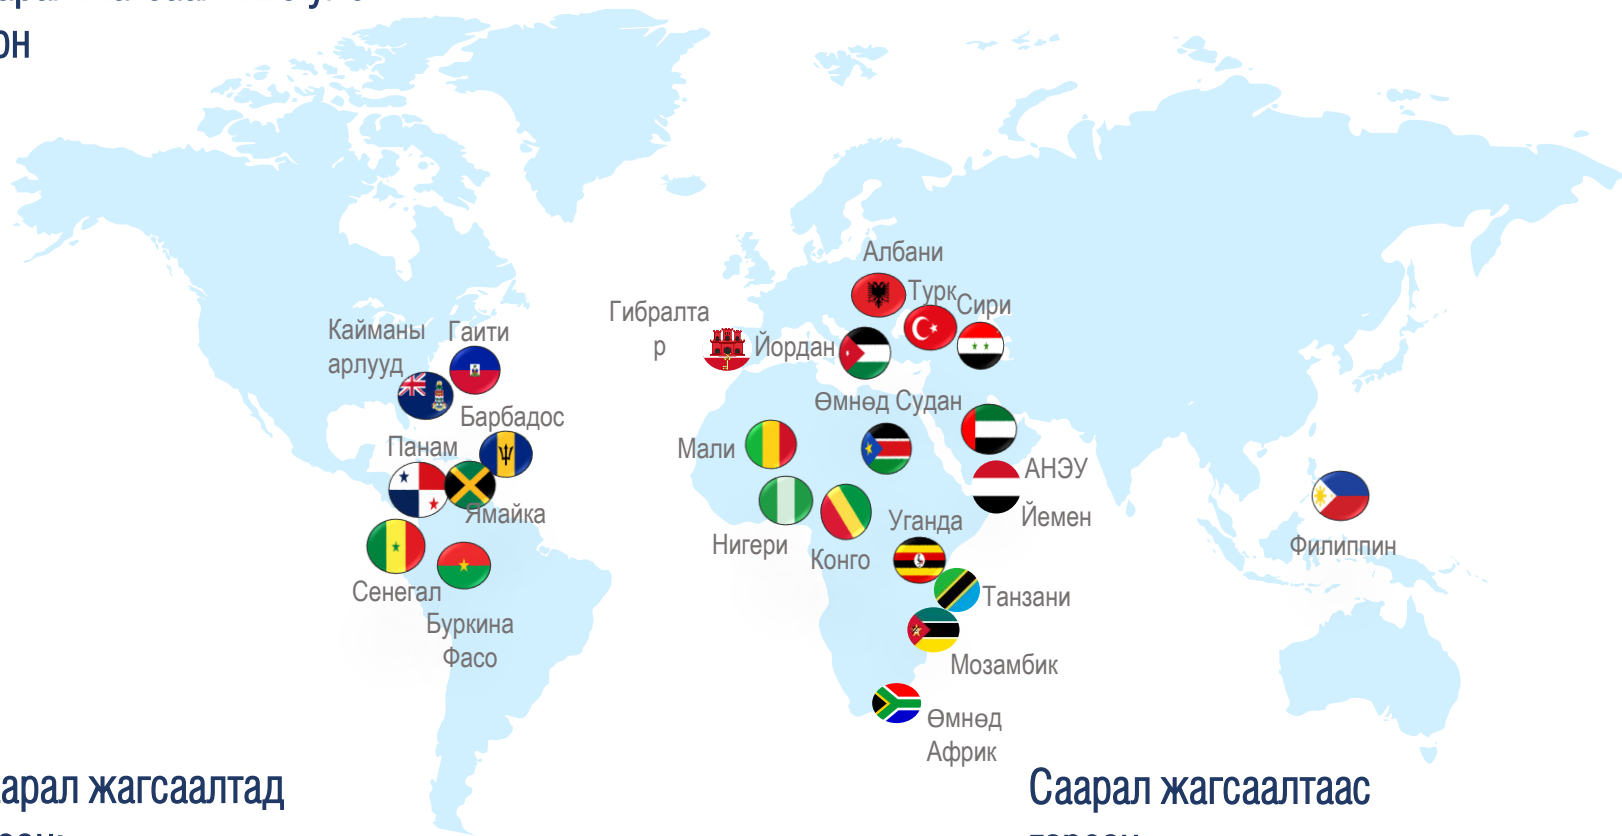 он
Албани
Турк
Сири
Гибралта
р
Йордан
Кайманы
арлууд
Гаити
Өмнөд Судан
Барбадос
Панам
Мали
АНЭУ
Ямайка
Йемен
Уганда
Нигери
Конго
Филиппин
Сенегал
Танзани
Буркина
Фасо
Мозамбик
Өмнөд
Африк
арал жагсаалтад
Саарал жагсаалтаас